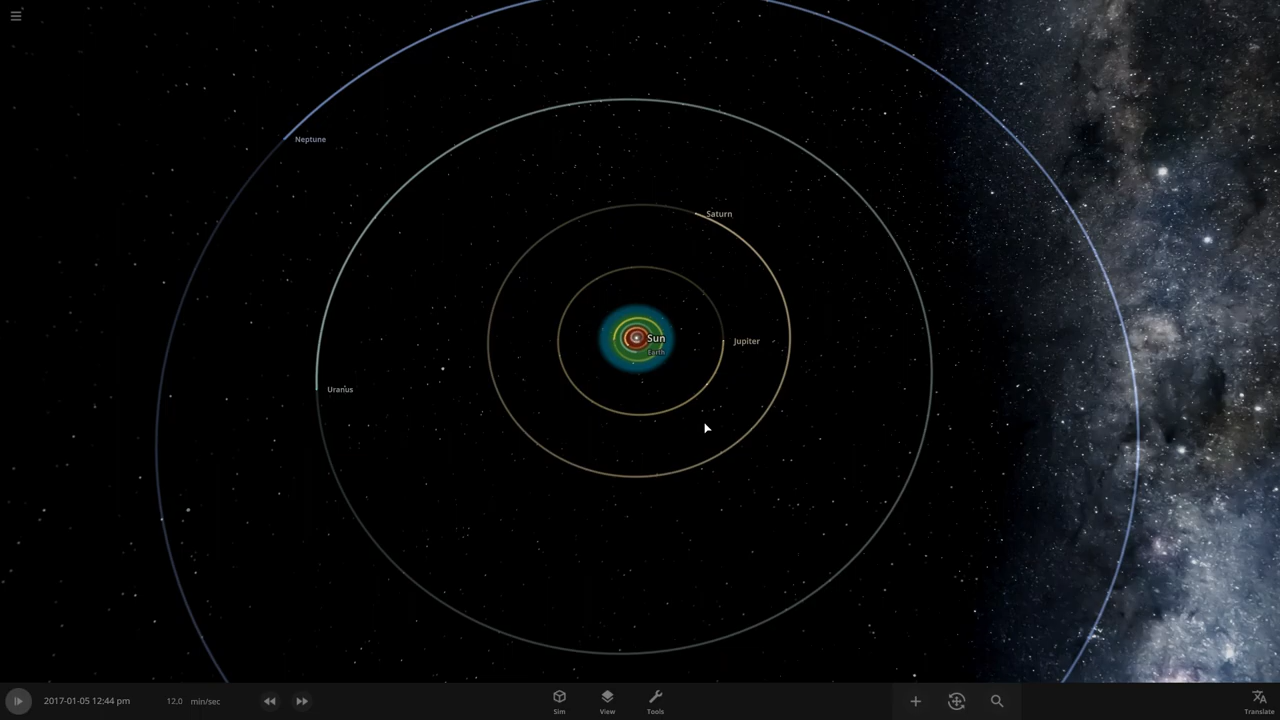 Neptune
Saturn
Sun
Jupiter
Earth
Uranus
2017-01-05 12:44 pm
12,0 min/sec
Sim
View
Tools
Translate